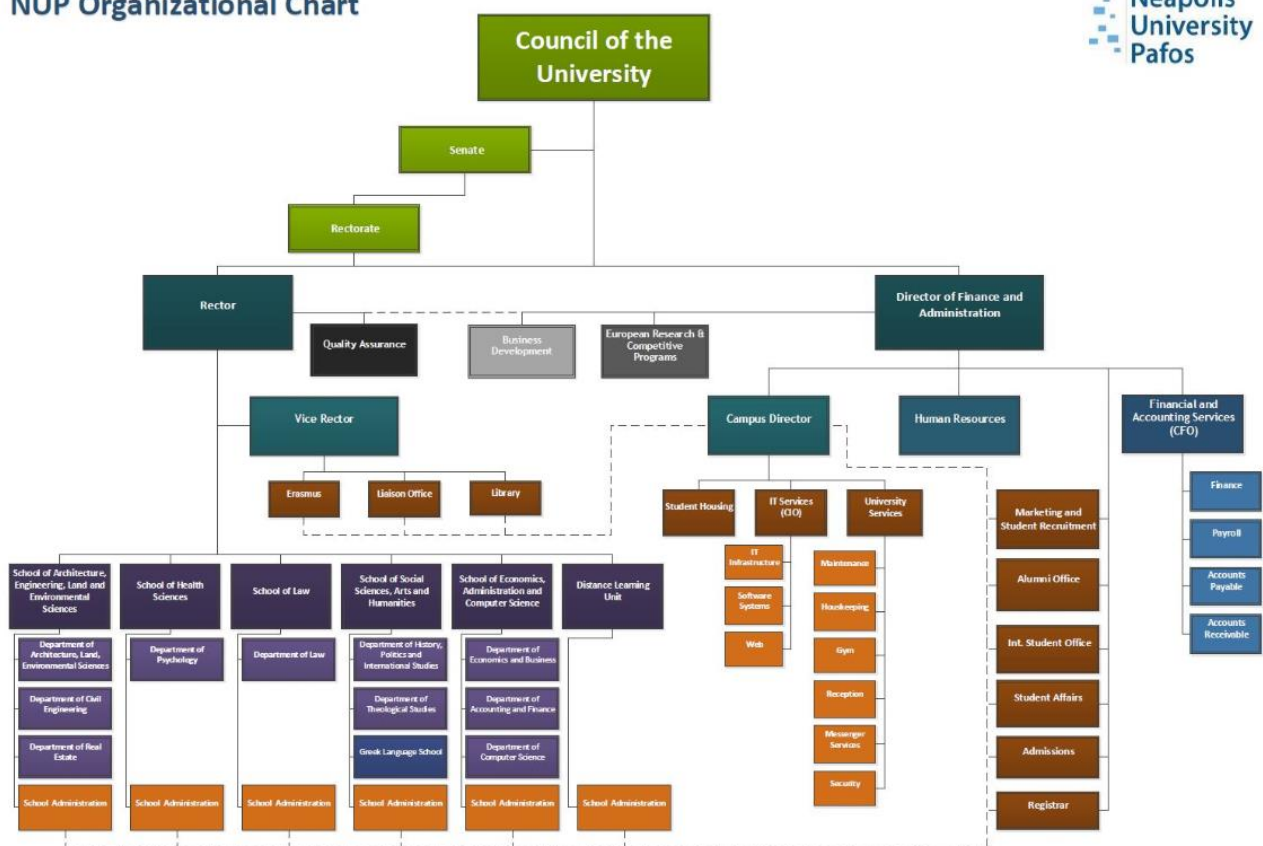 NUP Organizational Chart
Neapolis
University
Pafos
Council of the
University
Senate
Rectorate
Rector
Director of Finance and
Administration
Quality Assurance
Business
Development
European Research &
Competitive
Programs
Vice Rector
Campus Director
Human Resources
Financial and
Accounting Services
(CFO)
Erasmus
Liaison Office
Library
Student Housing
IT Services
(CIO)
University
Services
Marketing and
Student Recruitment
Alumni Office
Int. Student Office
Student Affairs
Admissions
Registrar
Finance
Payroll
Accounts
Payable
Accounts
Receivable
IT
Infrastructure
Software
Systems
Web
Maintenance
Housekeeping
Gym
Reception
Messenger
Services
Security
School of Architecture,
Engineering, Land and
Environmental
Sciences
School of Health
Sciences
School of Law
School of Social
Sciences, Arts and
Humanities
School of Economics,
Administration and
Computer Science
Distance Learning
Unit
Department of
Architecture, Land,
Environmental Sciences
Department of
Psychology
Department of Law
Department of History,
Politics and
International Studies
Department of
Economics and Business
Department of Civil
Engineering
Department of
Theological Studies
Department of
Accounting and Finance
Department of Real
Estate
Greek Language School
Department of
Computer Science
School Administration
School Administration
School Administration
School Administration
School Administration
School Administration